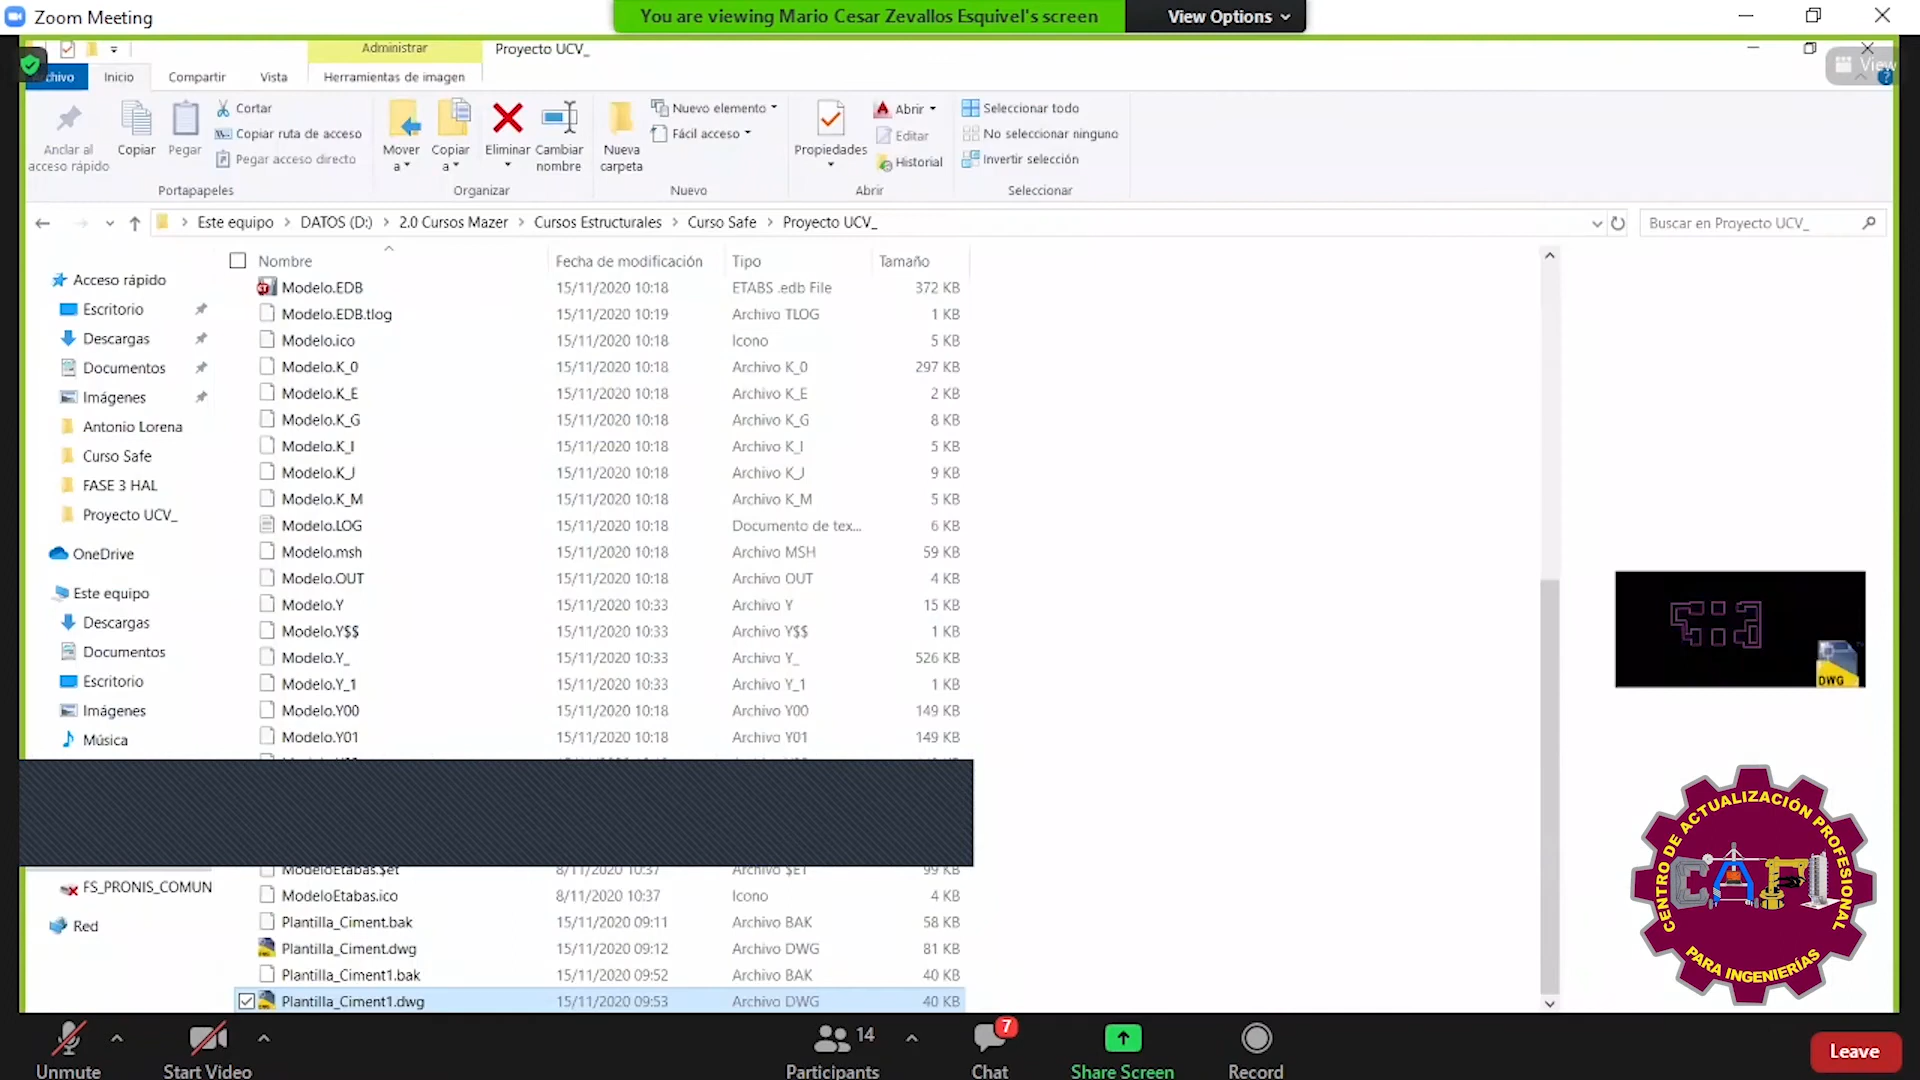 Zoom Meeting
You are viewing Mario Cesar Zevallos Esquivel's screen
View Options
View
Administrar
Proyecto UCV_
chivo
Inicio
Compartir
Vista
Herramientas de imagen
Anclar al acceso rápido
Copiar
Pegar
Cortar
Copiar ruta de acceso
Pegar acceso directo
Portapapeles
Mover a
Copiar a
Eliminar
Cambiar nombre
Organizar
Nueva carpeta
Nuevo elemento
Fácil acceso
Nuevo
Propiedades
Abrir
Editar
Historial
Abrir
Seleccionar todo
No seleccionar ninguno
Invertir selección
Seleccionar
Este equipo > DATOS (D:) > 2.0 Cursos Mazer > Cursos Estructurales > Curso Safe > Proyecto UCV_
Buscar en Proyecto UCV_
Acceso rápido
Escritorio
Descargas
Documentos
Imágenes
Antonio Lorena
Curso Safe
FASE 3 HAL
Proyecto UCV_
OneDrive
Este equipo
Descargas
Documentos
Escritorio
Imágenes
Música
FS_PRONIS_COMUN
Red
Nombre Fecha de modificación Tipo Tamaño
Modelo.EDB 15/11/2020 10:18 ETABS .edb File 372 KB
Modelo.EDB.tlog 15/11/2020 10:19 Archivo TLOG 1 KB
Modelo.ico 15/11/2020 10:18 Icono 5 KB
Modelo.K_0 15/11/2020 10:18 Archivo K_0 297 KB
Modelo.K_E 15/11/2020 10:18 Archivo K_E 2 KB
Modelo.K_G 15/11/2020 10:18 Archivo K_G 8 KB
Modelo.K_I 15/11/2020 10:18 Archivo K_I 5 KB
Modelo.K_J 15/11/2020 10:18 Archivo K_J 9 KB
Modelo.K_M 15/11/2020 10:18 Archivo K_M 5 KB
Modelo.LOG 15/11/2020 10:18 Documento de tex... 6 KB
Modelo.msh 15/11/2020 10:18 Archivo MSH 59 KB
Modelo.OUT 15/11/2020 10:18 Archivo OUT 4 KB
Modelo.Y 15/11/2020 10:33 Archivo Y 15 KB
Modelo.Y$$ 15/11/2020 10:33 Archivo Y$$ 1 KB
Modelo.Y_ 15/11/2020 10:33 Archivo Y_ 526 KB
Modelo.Y_1 15/11/2020 10:33 Archivo Y_1 1 KB
Modelo.Y00 15/11/2020 10:18 Archivo Y00 149 KB
Modelo.Y01 15/11/2020 10:18 Archivo Y01 149 KB
ModeloEtabas.$et 8/11/2020 10:37 Archivo $ET 99 KB
ModeloEtabas.ico 8/11/2020 10:37 Icono 4 KB
Plantilla_Ciment.bak 15/11/2020 09:11 Archivo BAK 58 KB
Plantilla_Ciment.dwg 15/11/2020 09:12 Archivo DWG 81 KB
Plantilla_Ciment1.bak 15/11/2020 09:52 Archivo BAK 40 KB
Plantilla_Ciment1.dwg 15/11/2020 09:53 Archivo DWG 40 KB
DWG
CENTRO DE ACTUALIZACIÓN PROFESIONAL
PARA INGENIERÍAS
Unmute
Start Video
Participants
14
Chat
7
Share Screen
Record
Leave